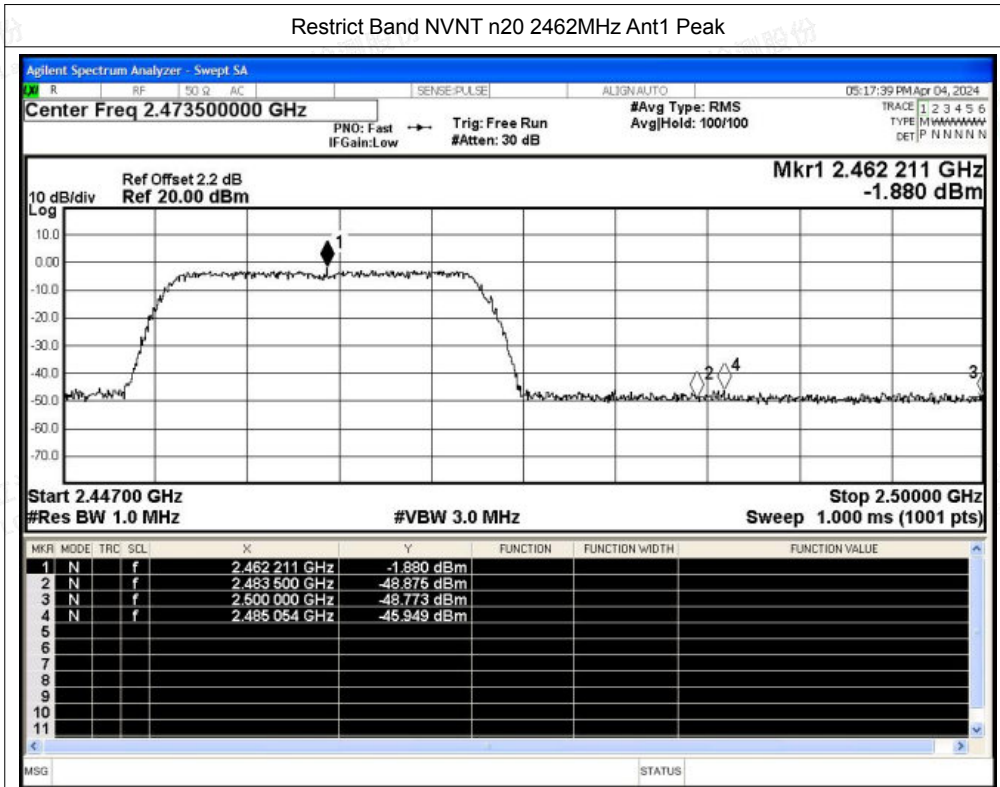 Restrict Band NVNT n20 2462MHz Ant1 Peak
Agilent Spectrum Analyzer - Swept SA
LXI R RF 50 Ω AC SENSE:PULSE ALIGN AUTO 05:17:39 PM Apr 04, 2024
Center Freq 2.473500000 GHz #Avg Type: RMS TRACE 1 2 3 4 5 6
PNO: Fast Trig: Free Run Avg|Hold: 100/100 TYPE M WWWWW
IFGain:Low #Atten: 30 dB DET P N N N N N
Mkr1 2.462 211 GHz
Ref Offset 2.2 dB -1.880 dBm
10 dB/div Ref 20.00 dBm
Log
10.0
1
0.00
-10.0
-20.0
-30.0
-40.0 2 4 3
-50.0
-60.0
-70.0
Start 2.44700 GHz Stop 2.50000 GHz
#Res BW 1.0 MHz #VBW 3.0 MHz Sweep 1.000 ms (1001 pts)
MKR MODE TRC SCL X Y FUNCTION FUNCTION WIDTH FUNCTION VALUE
1 N f 2.462 211 GHz -1.880 dBm
2 N f 2.483 500 GHz -48.875 dBm
3 N f 2.500 000 GHz -48.773 dBm
4 N f 2.485 054 GHz -45.949 dBm
5
6
7
8
9
10
11
MSG STATUS